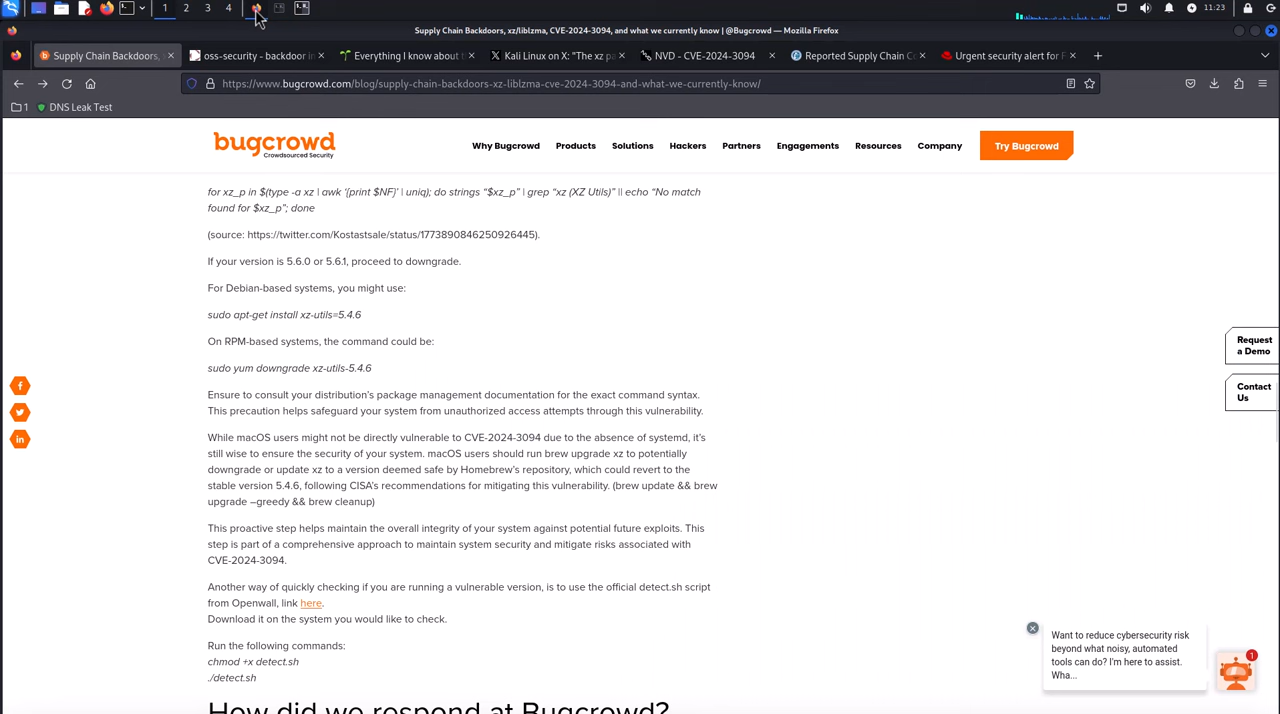 1 2 3 4
11:23
Supply Chain Backdoors, xz/liblzma, CVE-2024-3094, and what we currently know | @Bugcrowd — Mozilla Firefox
Supply Chain Backdoors,
oss-security - backdoor in
Everything I know about
Kali Linux on X: "The xz pa
NVD - CVE-2024-3094
Reported Supply Chain Co
Urgent security alert for F
https://www.bugcrowd.com/blog/supply-chain-backdoors-xz-liblzma-cve-2024-3094-and-what-we-currently-know/
1 DNS Leak Test
bugcrowd
Crowdsourced Security
Why Bugcrowd Products Solutions Hackers Partners Engagements Resources Company Try Bugcrowd
for xz_p in $(type -a xz | awk ‘{print $NF}’ | uniq); do strings “$xz_p” | grep “xz (XZ Utils)” || echo “No match
found for $xz_p”; done
(source: https://twitter.com/Kostastsale/status/1773890846250926445).
If your version is 5.6.0 or 5.6.1, proceed to downgrade.
For Debian-based systems, you might use:
sudo apt-get install xz-utils=5.4.6
On RPM-based systems, the command could be:
sudo yum downgrade xz-utils-5.4.6
Ensure to consult your distribution’s package management documentation for the exact command syntax.
This precaution helps safeguard your system from unauthorized access attempts through this vulnerability.
While macOS users might not be directly vulnerable to CVE-2024-3094 due to the absence of systemd, it’s
still wise to ensure the security of your system. macOS users should run brew upgrade xz to potentially
downgrade or update xz to a version deemed safe by Homebrew’s repository, which could revert to the
stable version 5.4.6, following CISA’s recommendations for mitigating this vulnerability. (brew update && brew
upgrade –greedy && brew cleanup)
This proactive step helps maintain the overall integrity of your system against potential future exploits. This
step is part of a comprehensive approach to maintain system security and mitigate risks associated with
CVE-2024-3094.
Another way of quickly checking if you are running a vulnerable version, is to use the official detect.sh script
from Openwall, link here.
Download it on the system you would like to check.
Run the following commands:
chmod +x detect.sh
./detect.sh
How did we respond at Bugcrowd?
Request
a Demo
Contact
Us
Want to reduce cybersecurity risk
beyond what noisy, automated
tools can do? I'm here to assist.
Wha...
1